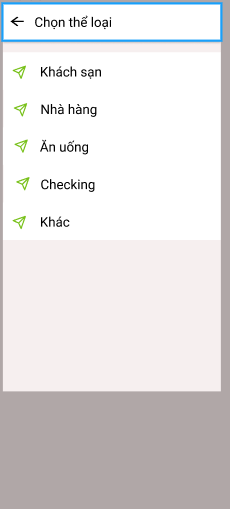 Chọn thể loại
Khách sạn
Nhà hàng
Ăn uống
Checking
Khác